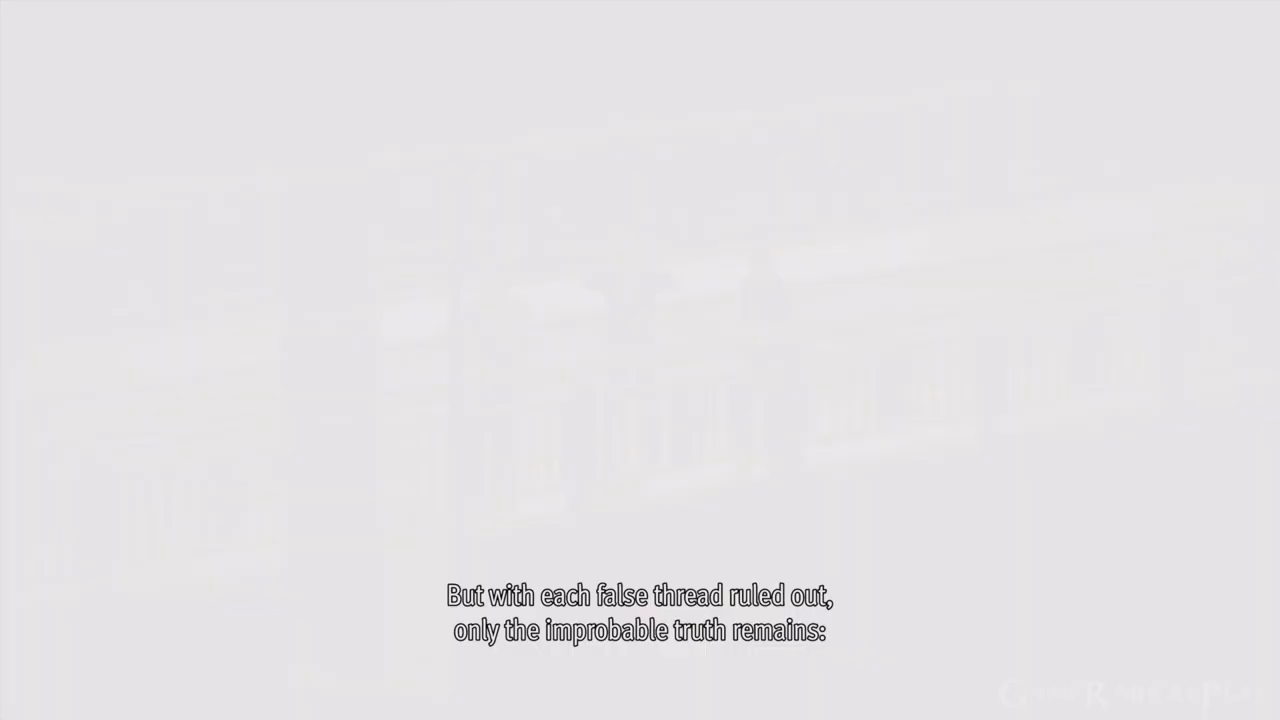 But with each false thread ruled out,
only the improbable truth remains: